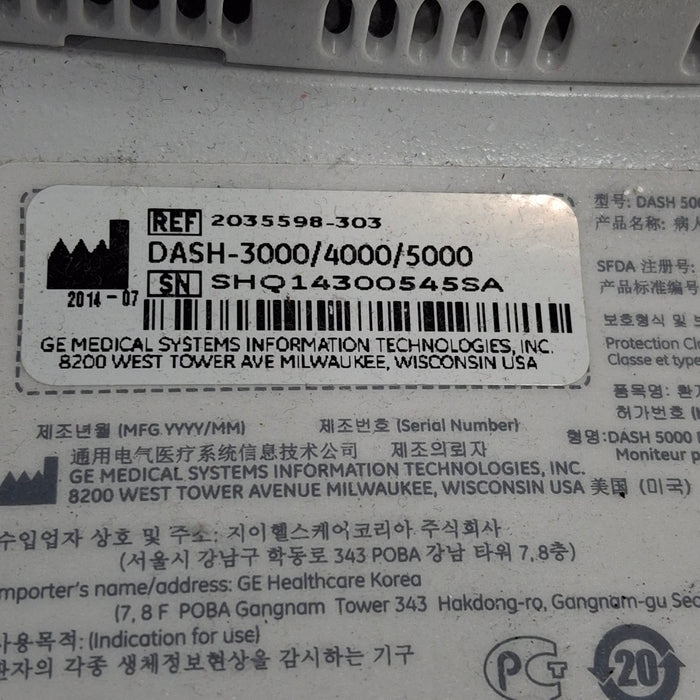 REF 2035598-303
DASH-3000/4000/5000
SN SHQ14300545SA
2014-07
GE MEDICAL SYSTEMS INFORMATION TECHNOLOGIES, INC.
8200 WEST TOWER AVE MILWAUKEE, WISCONSIN USA
型号: DASH 500
产品名称: 病人
SFDA 注册号:
产品标准编号
보호형식 및 보
Protection Cl
Classe et type
품목명: 환
허가번호
형명:DASH 5000
Moniteur p
제조년월 (MFG.YYYY/MM) 제조번호 (Serial Number)
通用电气医疗系统信息技术公司 제조의뢰자
GE MEDICAL SYSTEMS INFORMATION TECHNOLOGIES, INC.
8200 WEST TOWER AVENUE MILWAUKEE, WISCONSIN USA 美国 (미국)
수입업자 상호 및 주소: 지이헬스케어코리아 주식회사
(서울시 강남구 학동로 343 POBA 강남 타워 7,8층)
mporter's name/address: GE Healthcare Korea
(7, 8 F POBA Gangnam Tower 343 Hakdong-ro, Gangnam-gu Seo
사용목적: (Indication for use)
환자의 각종 생체정보현상을 감시하는 기구
РСТ
20